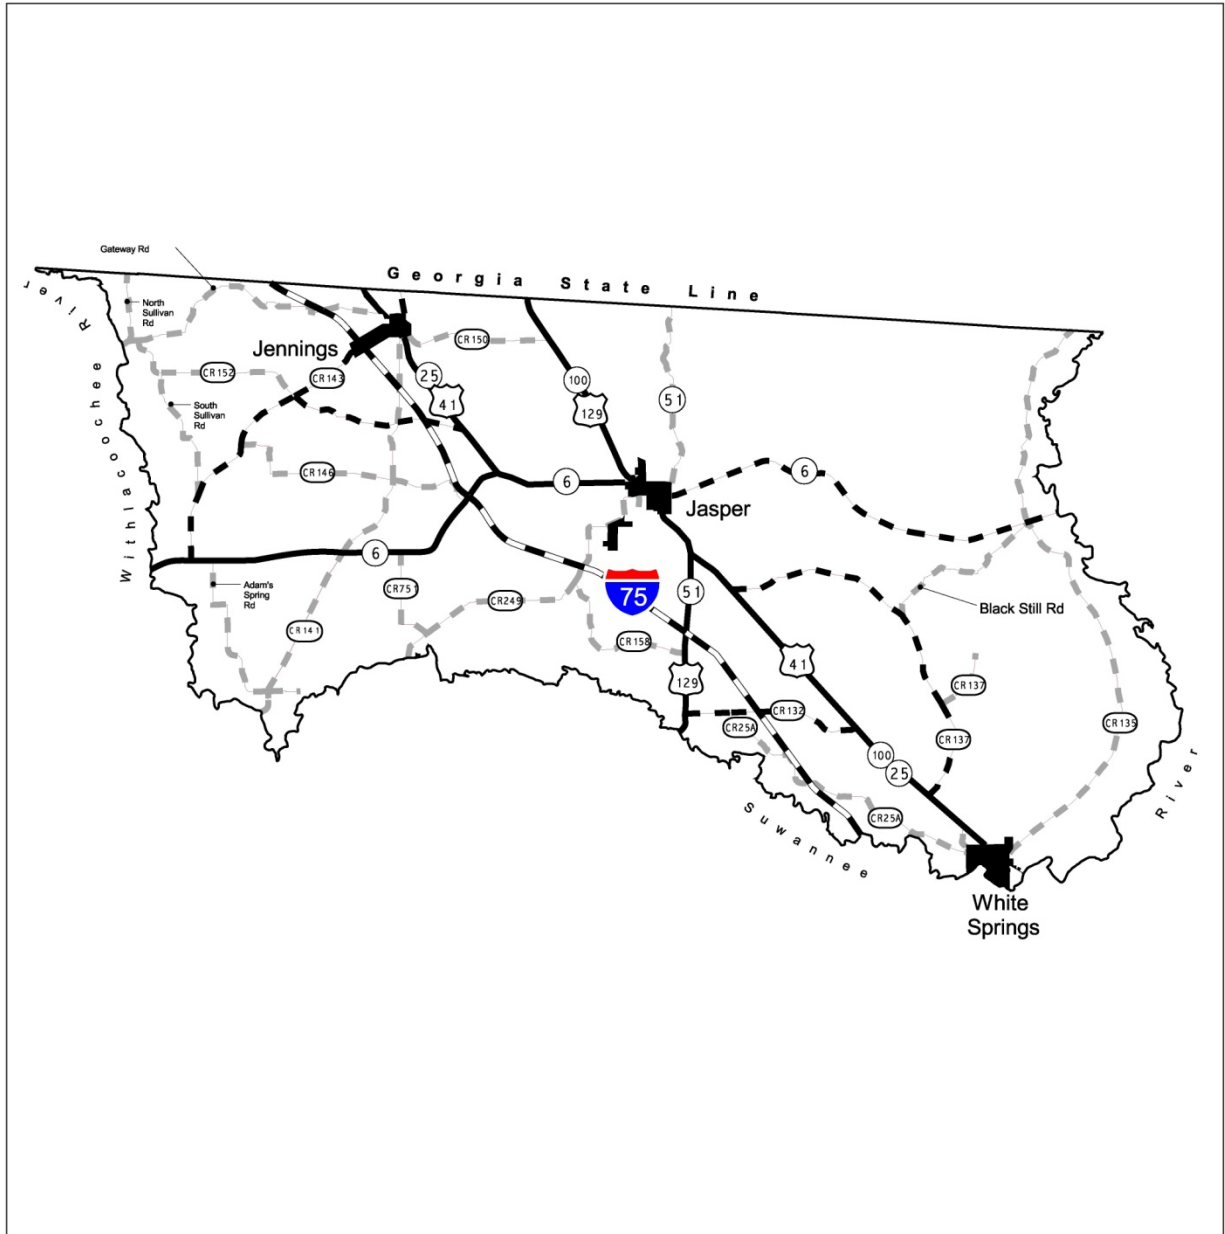 Gateway Rd
Georgia State Line
North
Sullivan
Rd
Withlacoochee River
Jennings
CR150
CR152
CR143
25
41
100
129
51
South
Sullivan
Rd
CR146
6
6
Jasper
6
Adam's
Spring
Rd
CR751
CR249
75
51
Black Still Rd
CR141
CR158
41
129
CR137
CR132
CR25A
CR135
CR137
100
25
CR25A
Suwannee River
White
Springs